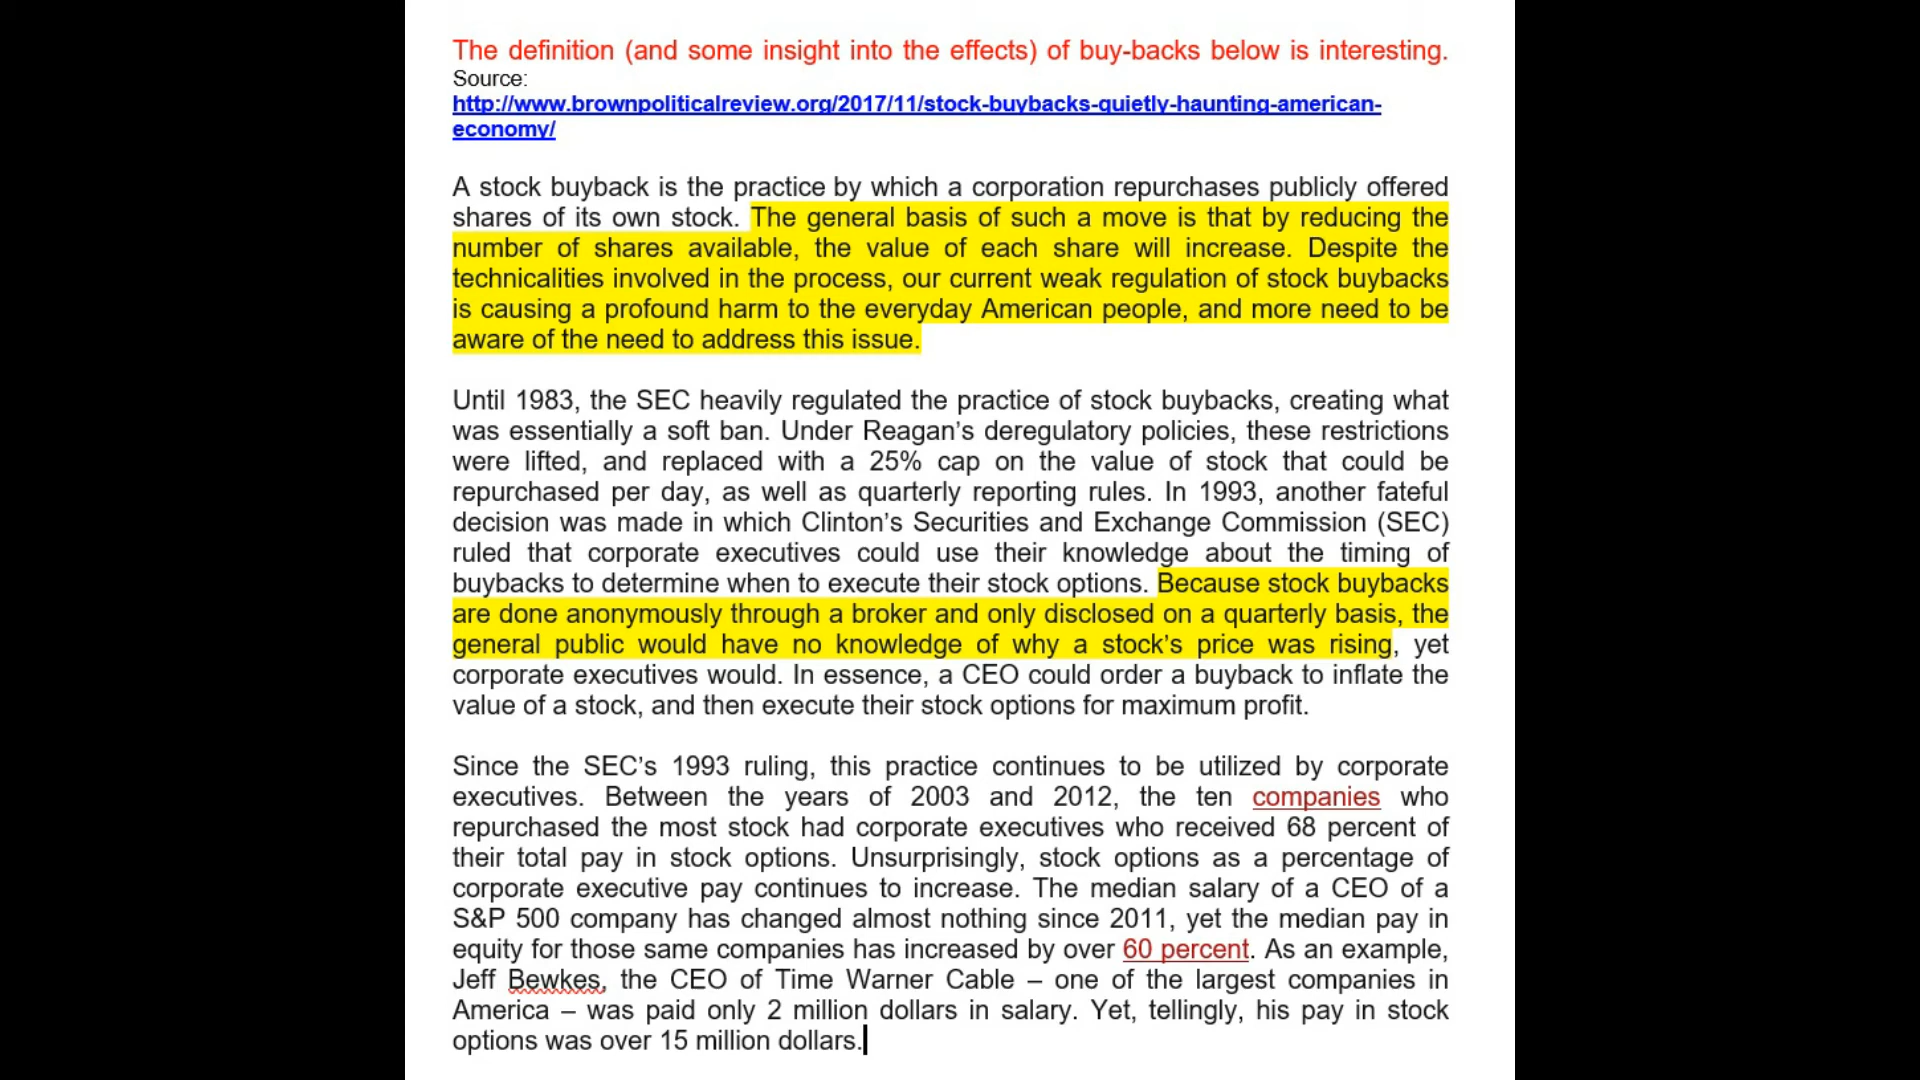 The definition (and some insight into the effects) of buy-backs below is interesting.
Source:
http://www.brownpoliticalreview.org/2017/11/stock-buybacks-quietly-haunting-american-
economy/
A stock buyback is the practice by which a corporation repurchases publicly offered
shares of its own stock. The general basis of such a move is that by reducing the
number of shares available, the value of each share will increase. Despite the
technicalities involved in the process, our current weak regulation of stock buybacks
is causing a profound harm to the everyday American people, and more need to be
aware of the need to address this issue.
Until 1983, the SEC heavily regulated the practice of stock buybacks, creating what
was essentially a soft ban. Under Reagan’s deregulatory policies, these restrictions
were lifted, and replaced with a 25% cap on the value of stock that could be
repurchased per day, as well as quarterly reporting rules. In 1993, another fateful
decision was made in which Clinton’s Securities and Exchange Commission (SEC)
ruled that corporate executives could use their knowledge about the timing of
buybacks to determine when to execute their stock options. Because stock buybacks
are done anonymously through a broker and only disclosed on a quarterly basis, the
general public would have no knowledge of why a stock’s price was rising, yet
corporate executives would. In essence, a CEO could order a buyback to inflate the
value of a stock, and then execute their stock options for maximum profit.
Since the SEC’s 1993 ruling, this practice continues to be utilized by corporate
executives. Between the years of 2003 and 2012, the ten companies who
repurchased the most stock had corporate executives who received 68 percent of
their total pay in stock options. Unsurprisingly, stock options as a percentage of
corporate executive pay continues to increase. The median salary of a CEO of a
S&P 500 company has changed almost nothing since 2011, yet the median pay in
equity for those same companies has increased by over 60 percent. As an example,
Jeff Bewkes, the CEO of Time Warner Cable – one of the largest companies in
America – was paid only 2 million dollars in salary. Yet, tellingly, his pay in stock
options was over 15 million dollars.